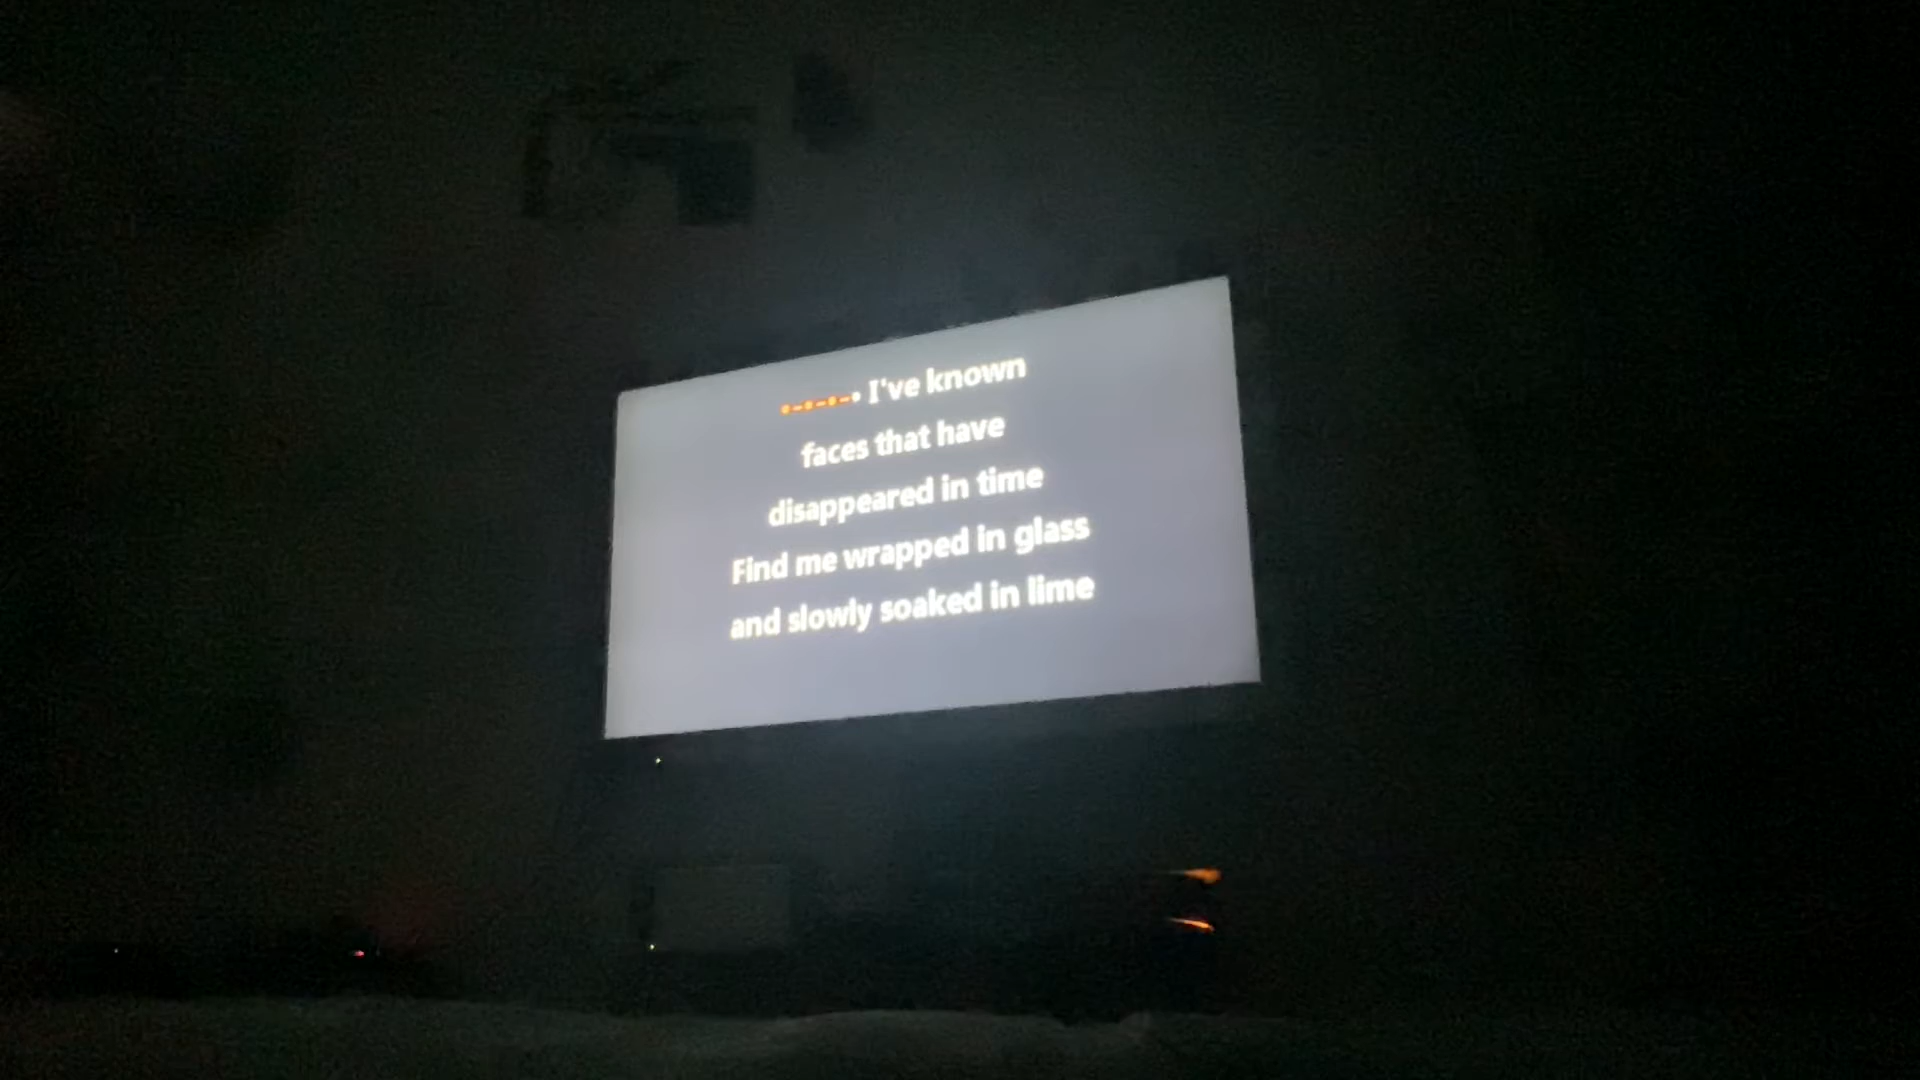 •–•–•–• I've known
faces that have
disappeared in time
Find me wrapped in glass
and slowly soaked in lime